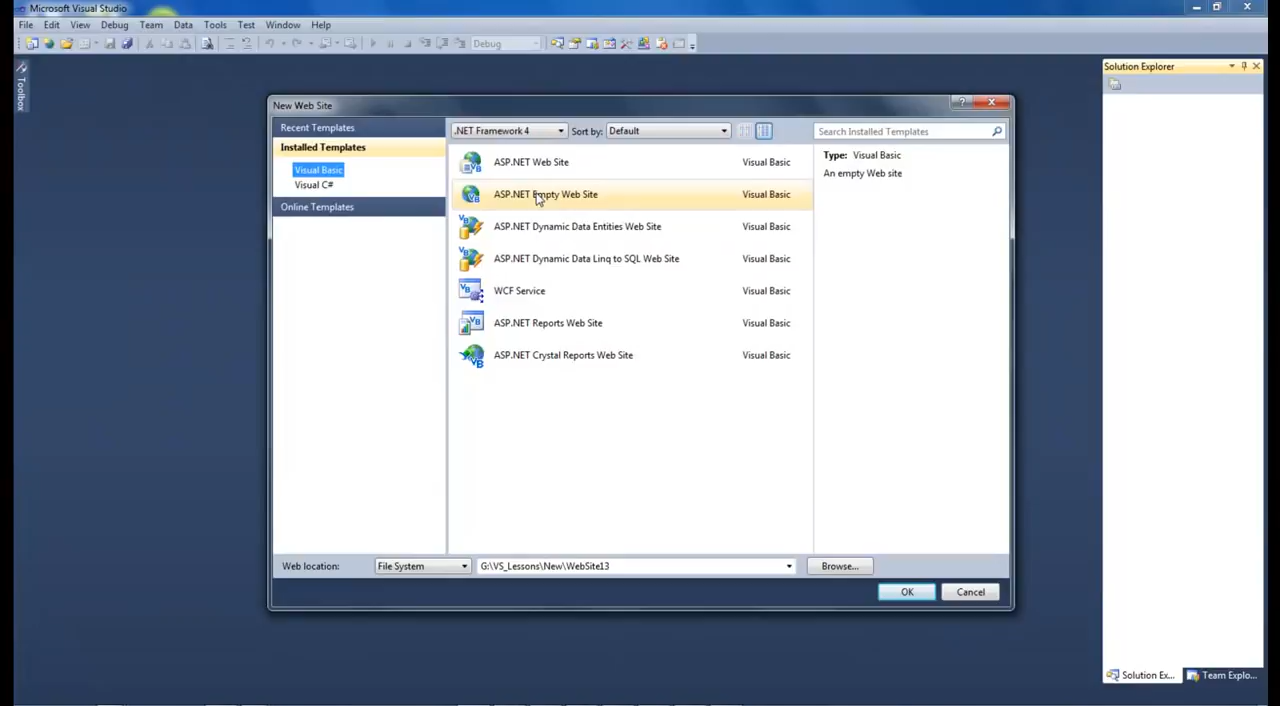 Microsoft Visual Studio
File Edit View Debug Team Data Tools Test Window Help
Debug
Toolbox
Solution Explorer
New Web Site
Recent Templates
Installed Templates
Visual Basic
Visual C#
Online Templates
.NET Framework 4 Sort by: Default
Search Installed Templates
ASP.NET Web Site Visual Basic
ASP.NET Empty Web Site Visual Basic
ASP.NET Dynamic Data Entities Web Site Visual Basic
ASP.NET Dynamic Data Linq to SQL Web Site Visual Basic
WCF Service Visual Basic
ASP.NET Reports Web Site Visual Basic
ASP.NET Crystal Reports Web Site Visual Basic
Type: Visual Basic
An empty Web site
Web location: File System G:\VS_Lessons\New\WebSite13 Browse...
OK Cancel
Solution Ex... Team Explo...